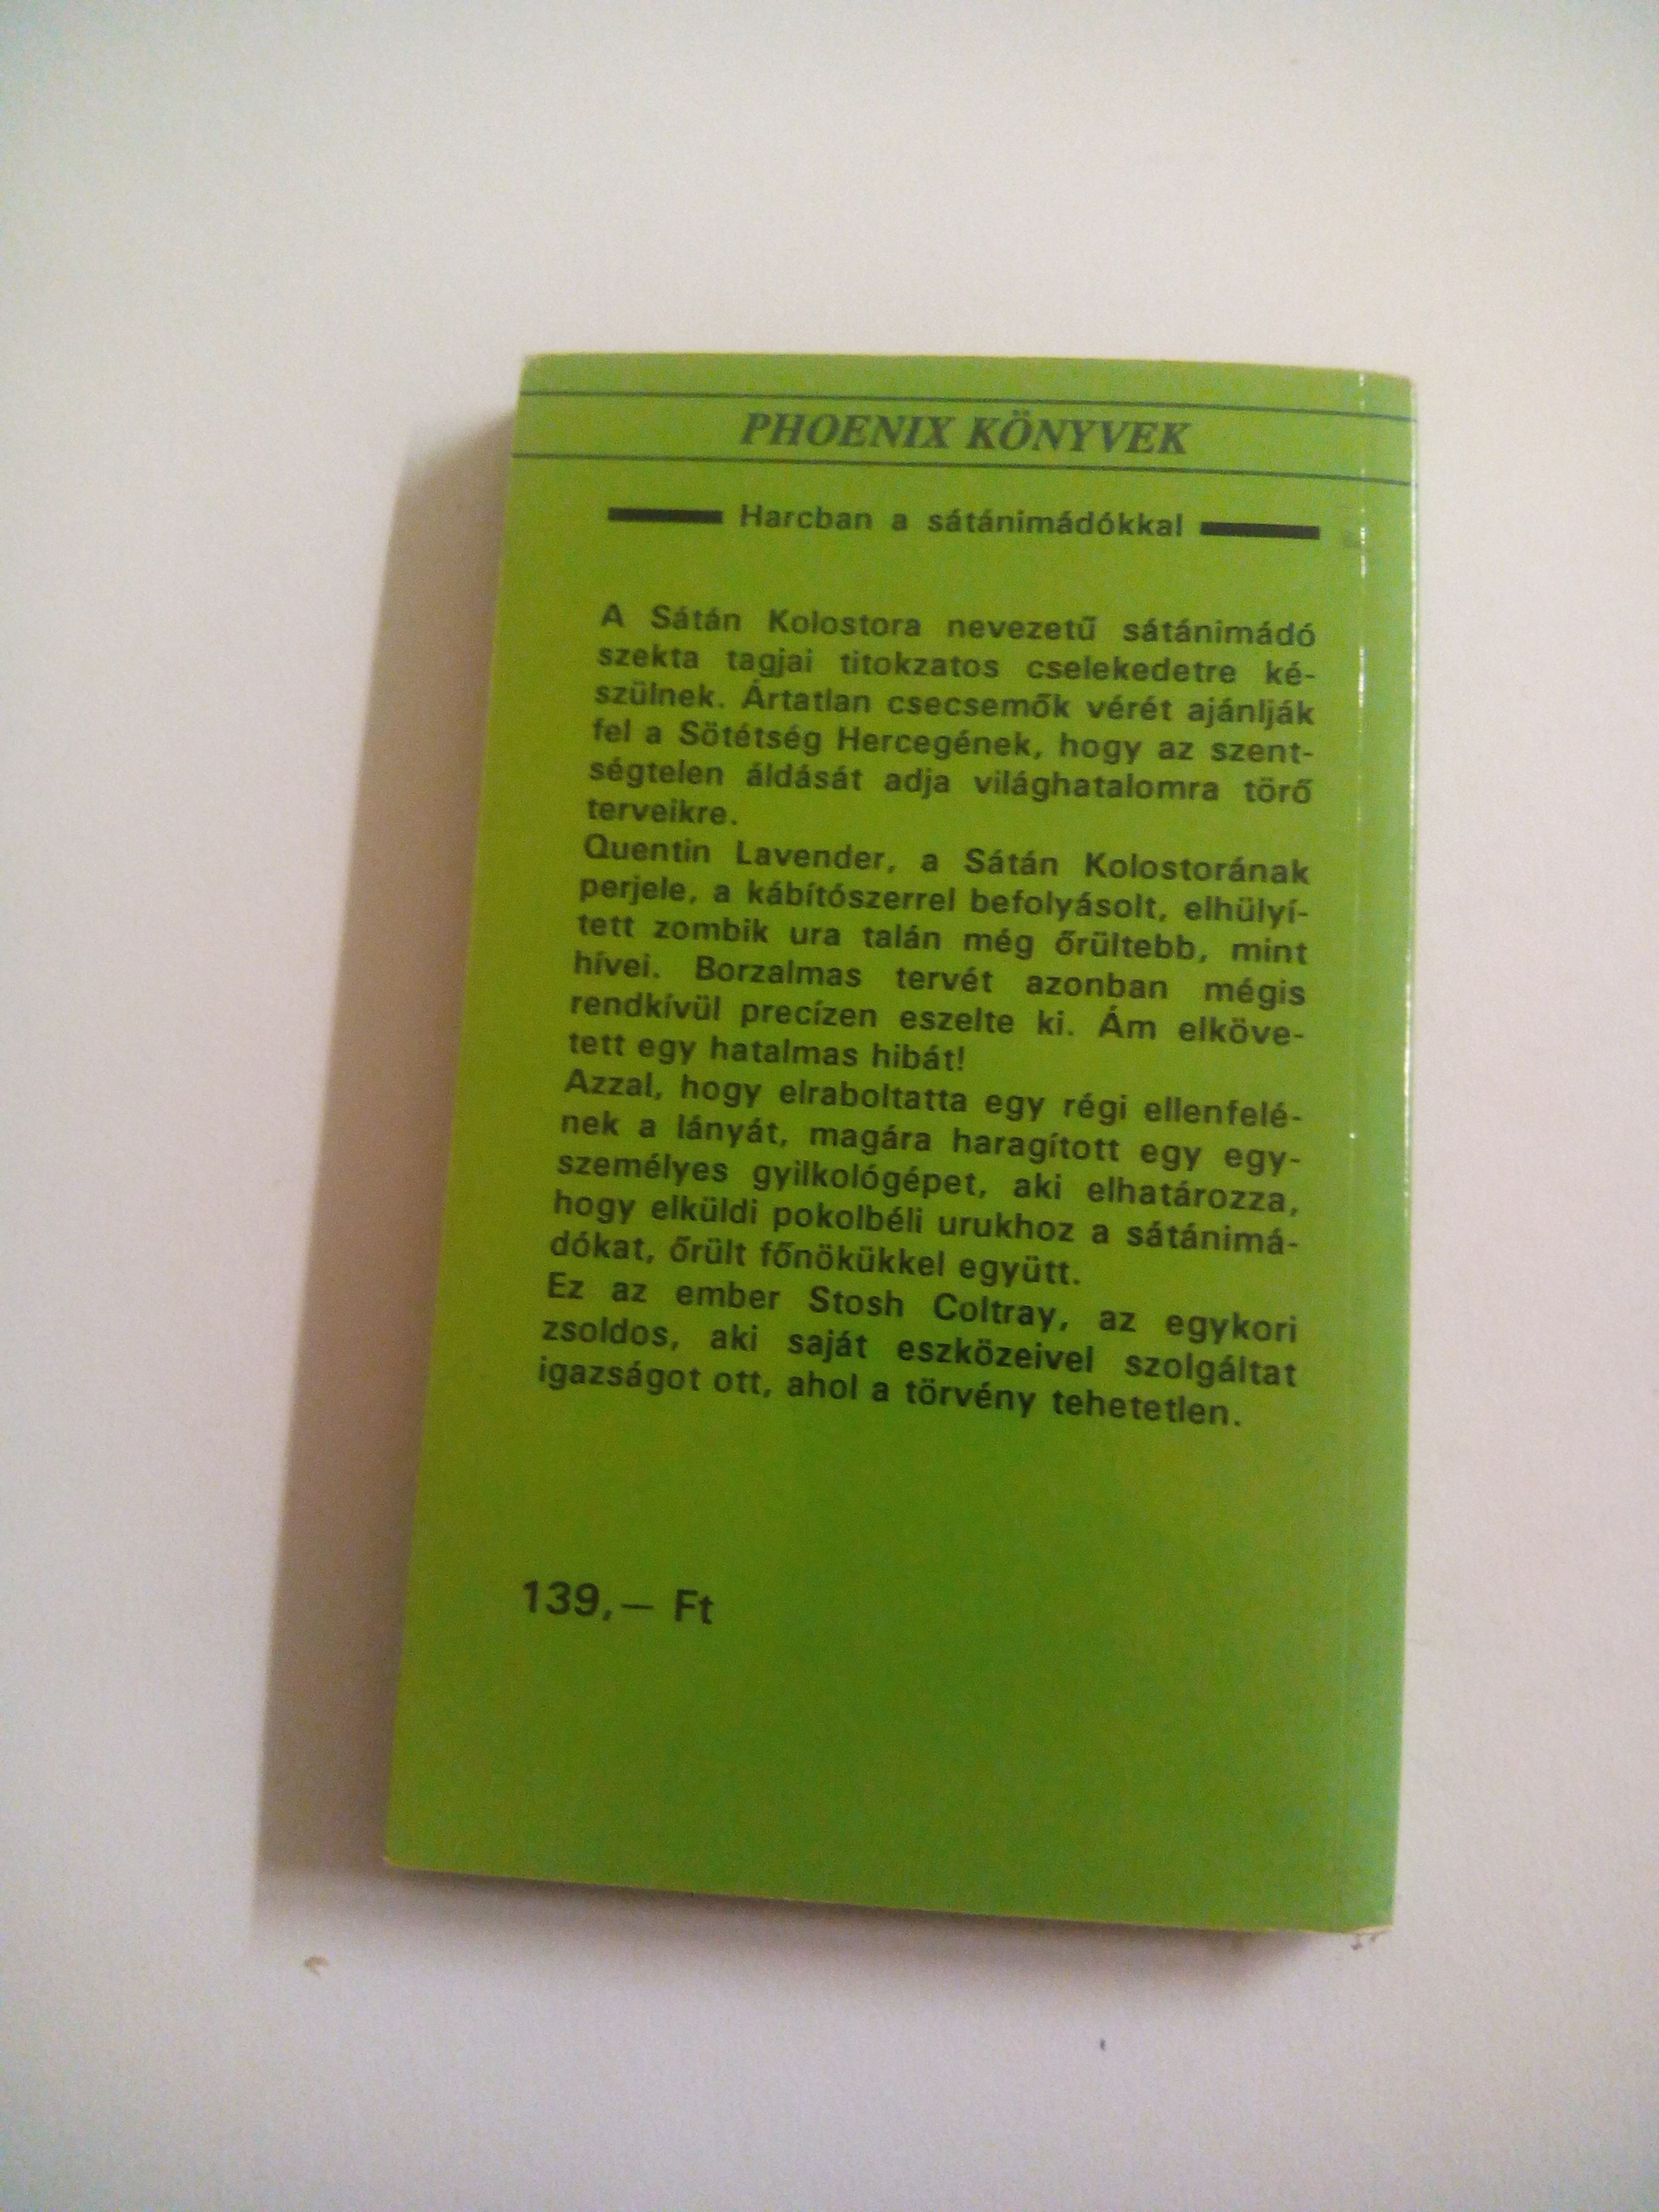 PHOENIX KÖNYVEK
Harcban a sátánimádókkal
A Sátán Kolostora nevezetű sátánimádó
szekta tagjai titokzatos cselekedetre ké-
szülnek. Ártatlan csecsemők vérét ajánlják
fel a Sötétség Hercegének, hogy az szent-
ségtelen áldását adja világhatalomra törő
terveikre.
Quentin Lavender, a Sátán Kolostorának
perjele, a kábítószerrel befolyásolt, elhülyí-
tett zombik ura talán még őrültebb, mint
hívei. Borzalmas tervét azonban mégis
rendkívül precízen eszelte ki. Ám elköve-
tett egy hatalmas hibát!
Azzal, hogy elraboltatta egy régi ellenfelé-
nek a lányát, magára haragított egy egy-
személyes gyilkológépet, aki elhatározza,
hogy elküldi pokolbéli urukhoz a sátánimá-
dókat, őrült főnökükkel együtt.
Ez az ember Stosh Coltray, az egykori
zsoldos, aki saját eszközeivel szolgáltat
igazságot ott, ahol a törvény tehetetlen.
139,— Ft